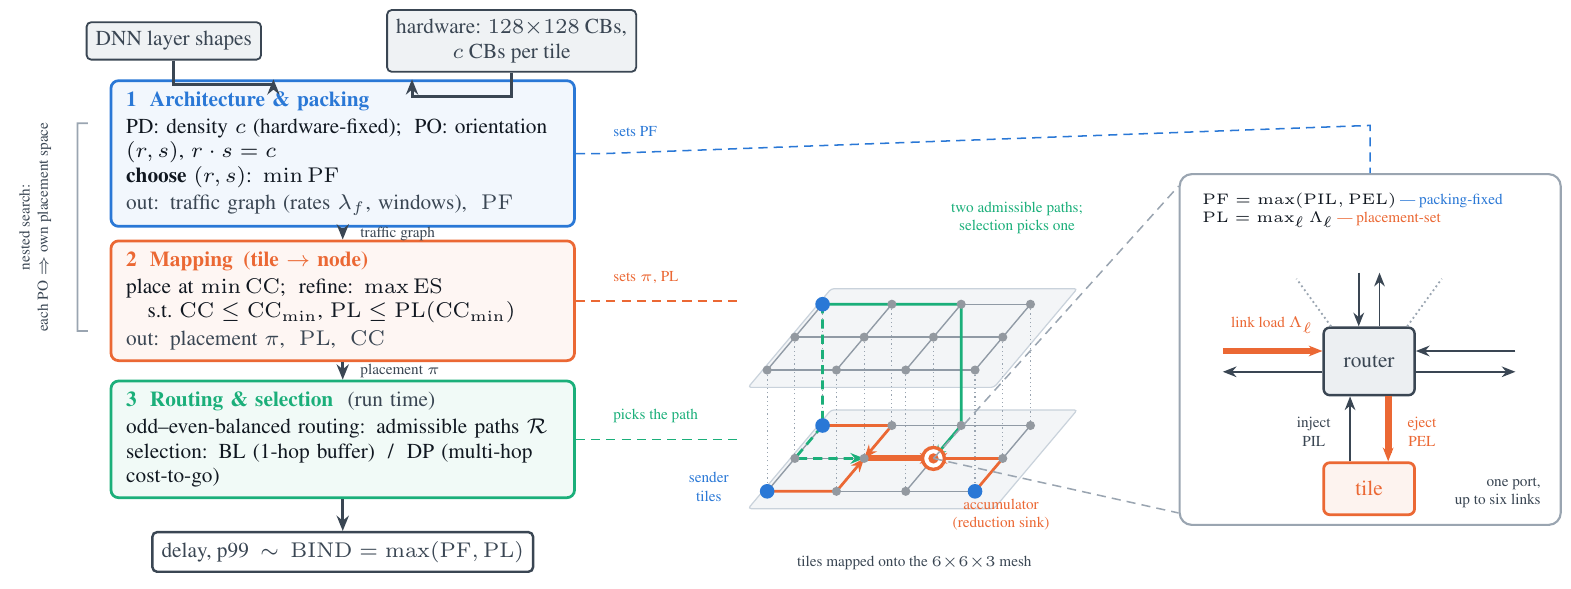 DNN layer shapes
hardware: 128×128 CBs,
c CBs per tile
nested search:
each PO ⇒ own placement space
1 Architecture & packing
PD: density c (hardware-fixed); PO: orientation
(r, s), r · s = c
choose (r, s): min PF
out: traffic graph (rates λ_f, windows), PF
traffic graph
2 Mapping (tile → node)
place at min CC; refine: max ES
s.t. CC ≤ CC_min, PL ≤ PL(CC_min)
out: placement π, PL, CC
placement π
3 Routing & selection (run time)
odd–even-balanced routing: admissible paths ℛ
selection: BL (1-hop buffer) / DP (multi-hop
cost-to-go)
delay, p99 ∼ BIND = max(PF, PL)
sets PF
sets π, PL
picks the path
two admissible paths;
selection picks one
sender
tiles
accumulator
(reduction sink)
tiles mapped onto the 6×6×3 mesh
PF = max(PIL, PEL) — packing-fixed
PL = max_ℓ Λ_ℓ — placement-set
link load Λ_ℓ
router
inject
PIL
eject
PEL
tile
one port,
up to six links